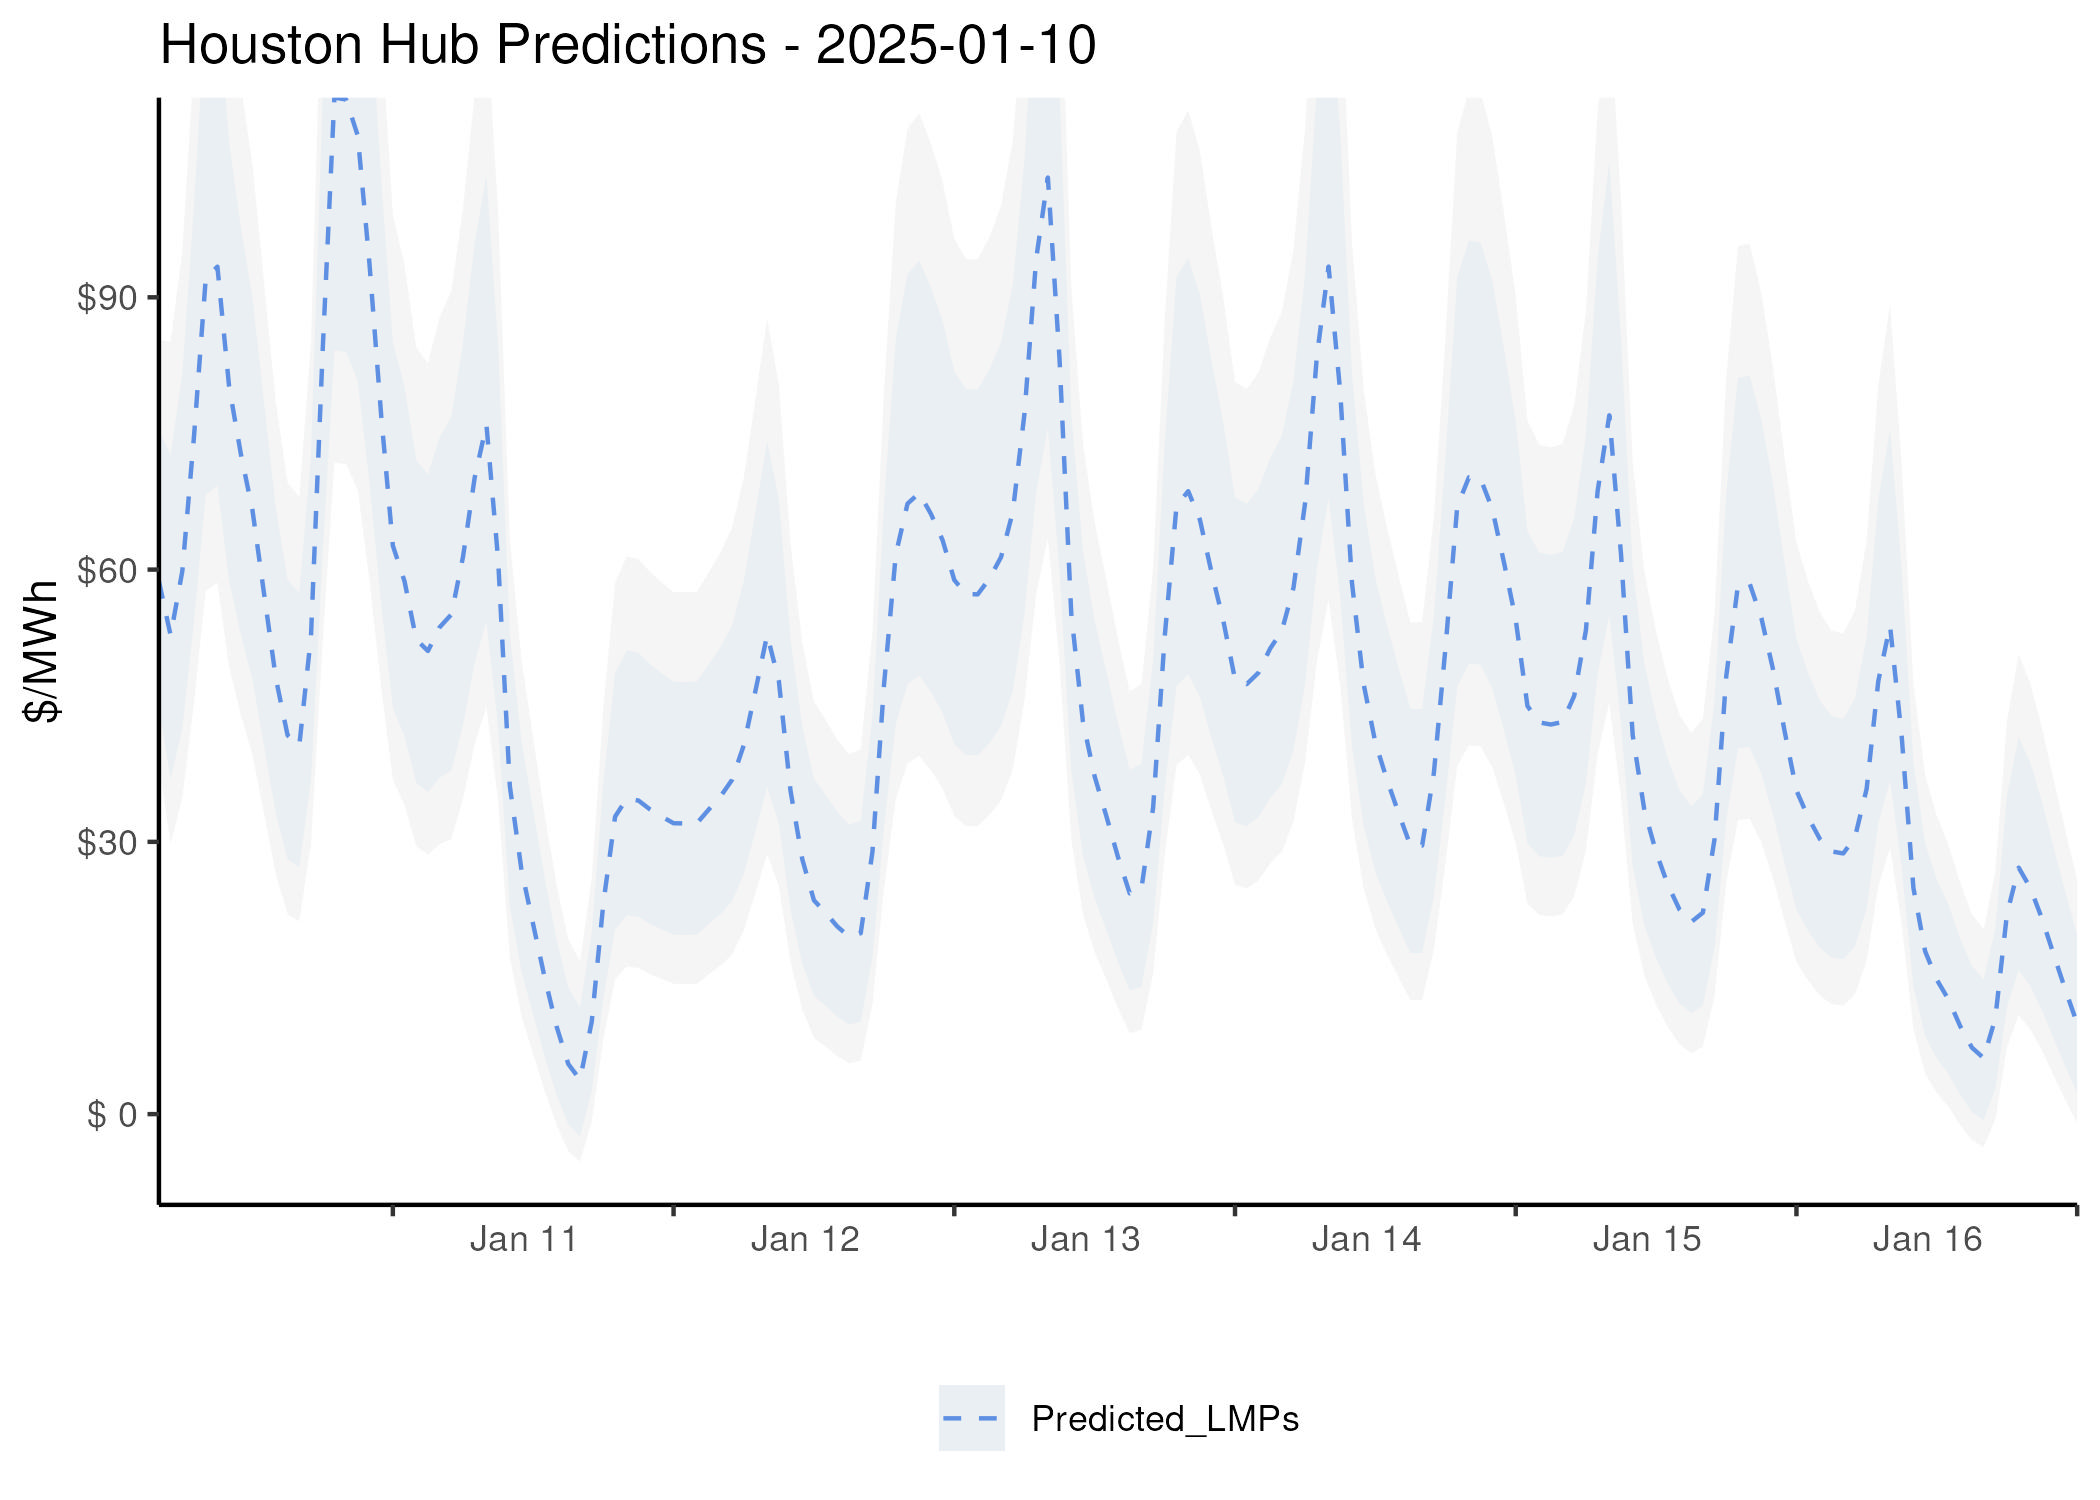 Houston Hub Predictions - 2025-01-10
$/MWh
$90
$60
$30
$ 0
Jan 11 Jan 12 Jan 13 Jan 14 Jan 15 Jan 16
Predicted_LMPs